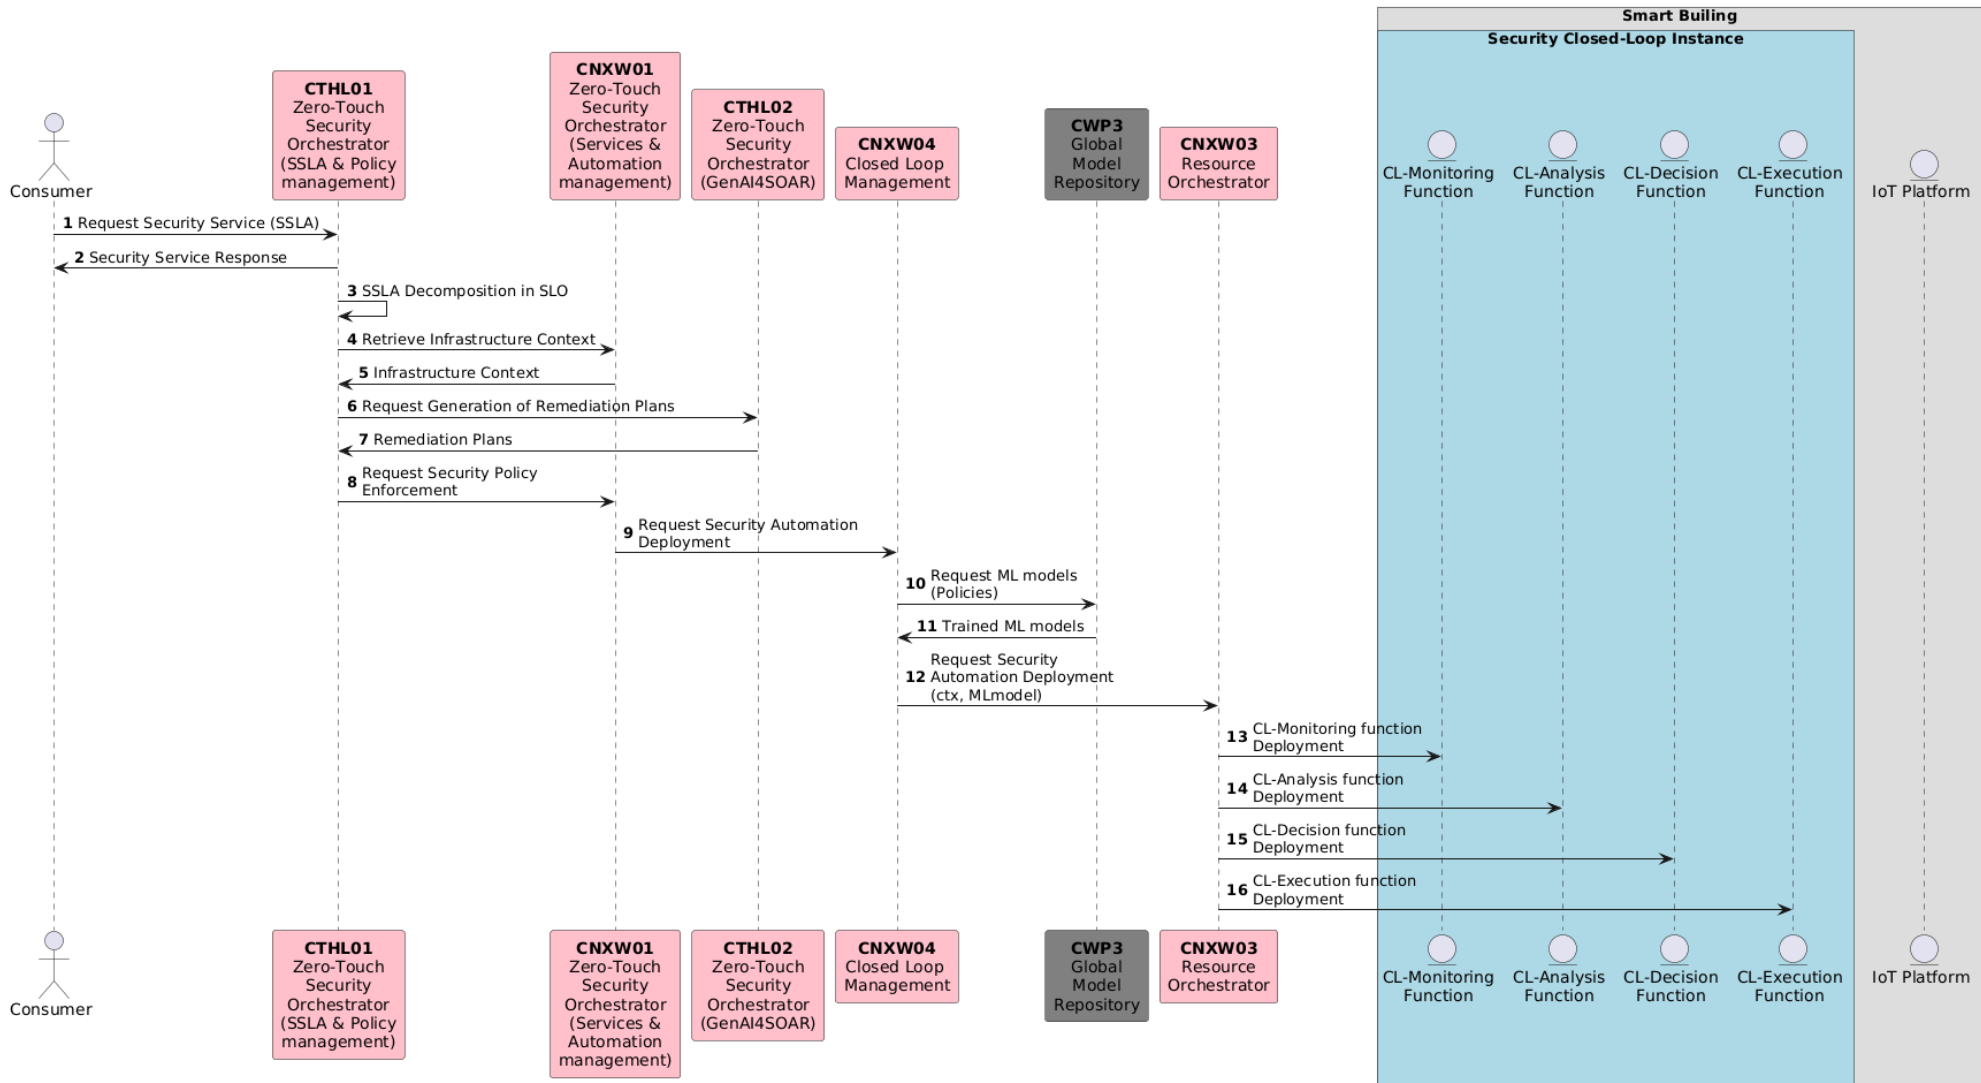 Smart Builing
Security Closed-Loop Instance
Consumer
CTHL01
Zero-Touch
Security
Orchestrator
(SSLA & Policy
management)
CNXW01
Zero-Touch
Security
Orchestrator
(Services &
Automation
management)
CTHL02
Zero-Touch
Security
Orchestrator
(GenAI4SOAR)
CNXW04
Closed Loop
Management
CWP3
Global
Model
Repository
CNXW03
Resource
Orchestrator
CL-Monitoring
Function
CL-Analysis
Function
CL-Decision
Function
CL-Execution
Function
IoT Platform
1 Request Security Service (SSLA)
2 Security Service Response
3 SSLA Decomposition in SLO
4 Retrieve Infrastructure Context
5 Infrastructure Context
6 Request Generation of Remediation Plans
7 Remediation Plans
8 Request Security Policy
Enforcement
9 Request Security Automation
Deployment
10 Request ML models
(Policies)
11 Trained ML models
12 Request Security
Automation Deployment
(ctx, MLmodel)
13 CL-Monitoring function
Deployment
14 CL-Analysis function
Deployment
15 CL-Decision function
Deployment
16 CL-Execution function
Deployment
Consumer
CTHL01
Zero-Touch
Security
Orchestrator
(SSLA & Policy
management)
CNXW01
Zero-Touch
Security
Orchestrator
(Services &
Automation
management)
CTHL02
Zero-Touch
Security
Orchestrator
(GenAI4SOAR)
CNXW04
Closed Loop
Management
CWP3
Global
Model
Repository
CNXW03
Resource
Orchestrator
CL-Monitoring
Function
CL-Analysis
Function
CL-Decision
Function
CL-Execution
Function
IoT Platform